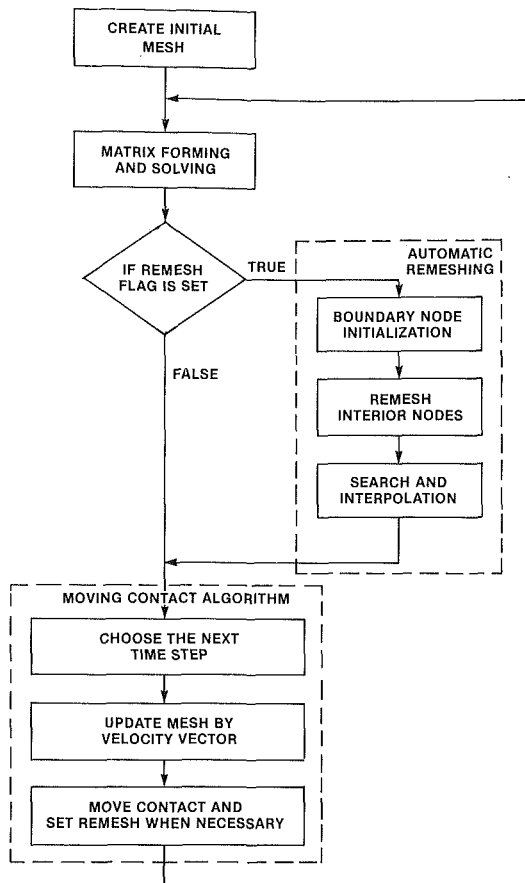 CREATE INITIAL
MESH
MATRIX FORMING
AND SOLVING
IF REMESH
FLAG IS SET
TRUE
FALSE
AUTOMATIC
REMESHING
BOUNDARY NODE
INITIALIZATION
REMESH
INTERIOR NODES
SEARCH AND
INTERPOLATION
MOVING CONTACT ALGORITHM
CHOOSE THE NEXT
TIME STEP
UPDATE MESH BY
VELOCITY VECTOR
MOVE CONTACT AND
SET REMESH WHEN NECESSARY